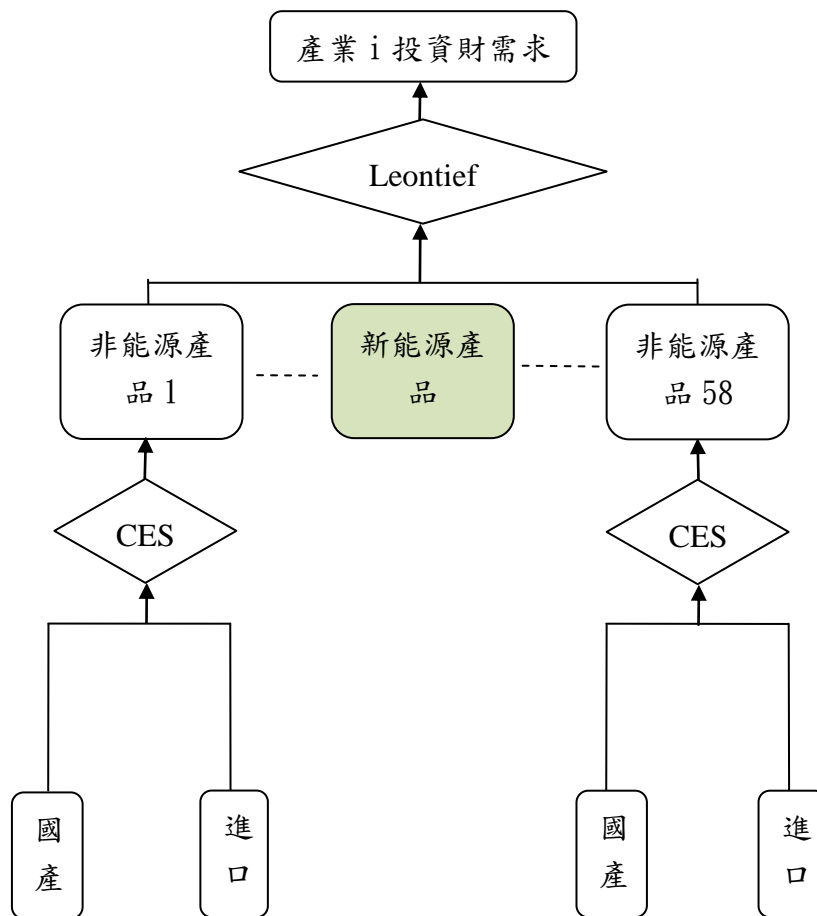 產業 i 投資財需求
Leontief
非能源產
品 1
新能源產
品
非能源產
品 58
CES
CES
國
產
進
口
國
產
進
口